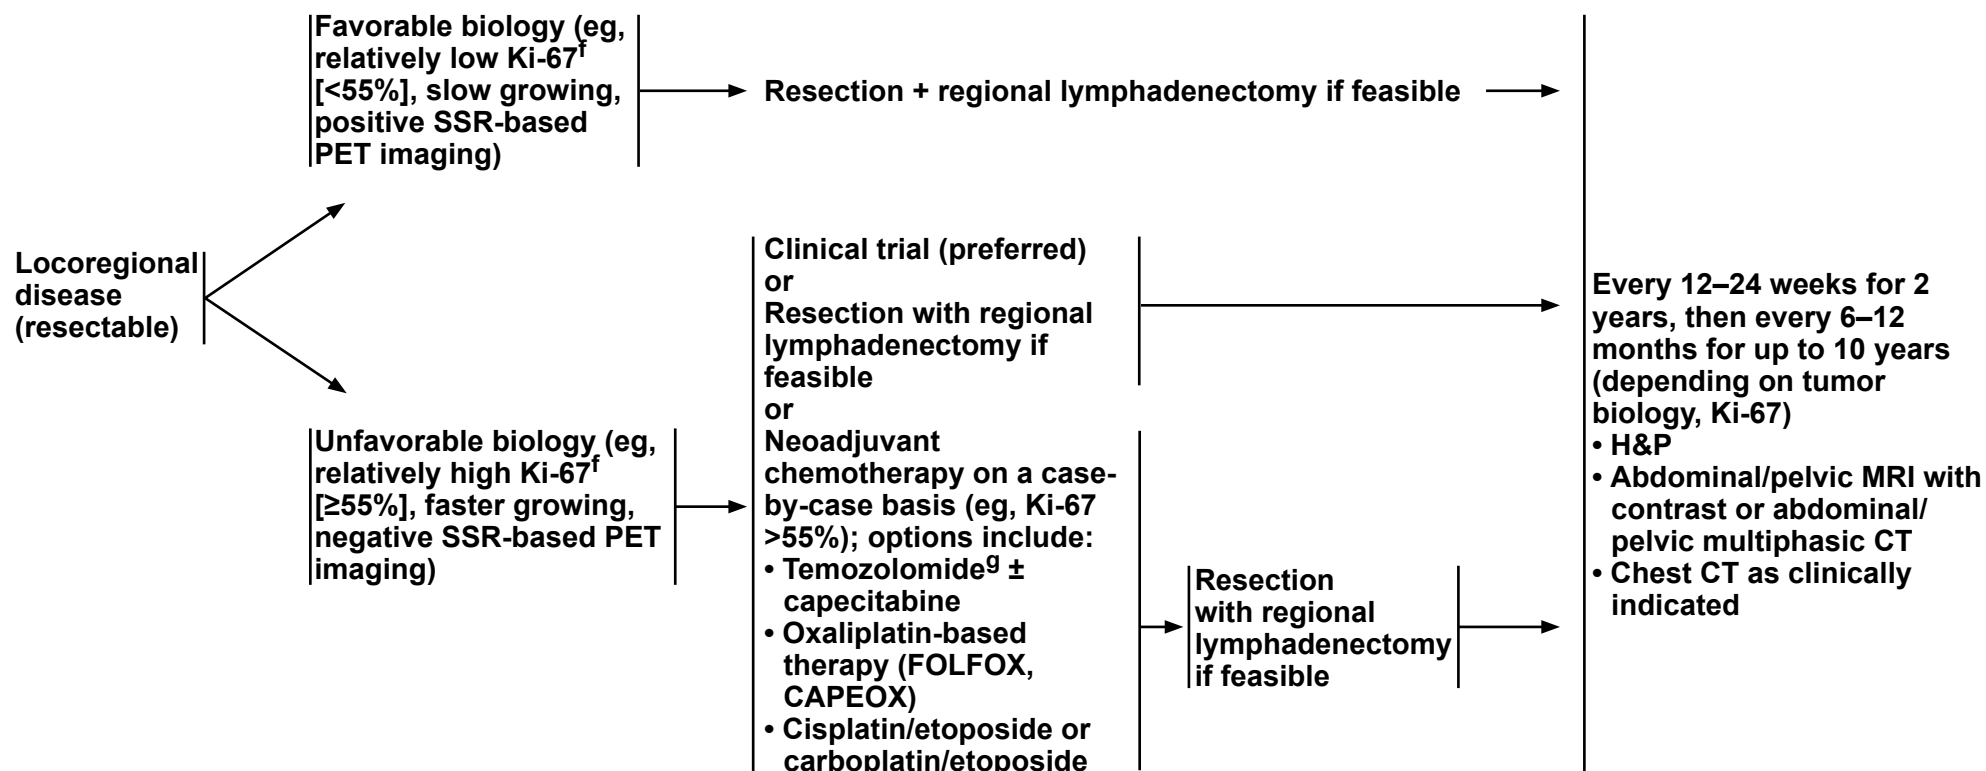 Locoregional
disease
(resectable)
Favorable biology (eg,
relatively low Ki-67f
[<55%], slow growing,
positive SSR-based
PET imaging)
Resection + regional lymphadenectomy if feasible
Unfavorable biology (eg,
relatively high Ki-67f
[≥55%], faster growing,
negative SSR-based PET
imaging)
Clinical trial (preferred)
or
Resection with regional
lymphadenectomy if
feasible
or
Neoadjuvant
chemotherapy on a case-
by-case basis (eg, Ki-67
>55%); options include:
• Temozolomideg ±
capecitabine
• Oxaliplatin-based
therapy (FOLFOX,
CAPEOX)
• Cisplatin/etoposide or
carboplatin/etoposide
Resection
with regional
lymphadenectomy
if feasible
Every 12–24 weeks for 2
years, then every 6–12
months for up to 10 years
(depending on tumor
biology, Ki-67)
• H&P
• Abdominal/pelvic MRI with
contrast or abdominal/
pelvic multiphasic CT
• Chest CT as clinically
indicated